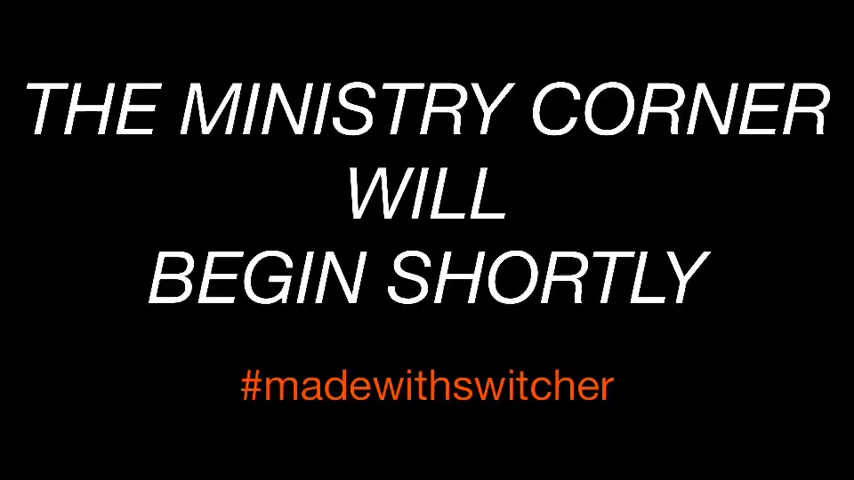 THE MINISTRY CORNER
WILL
BEGIN SHORTLY
#madewithswitcher